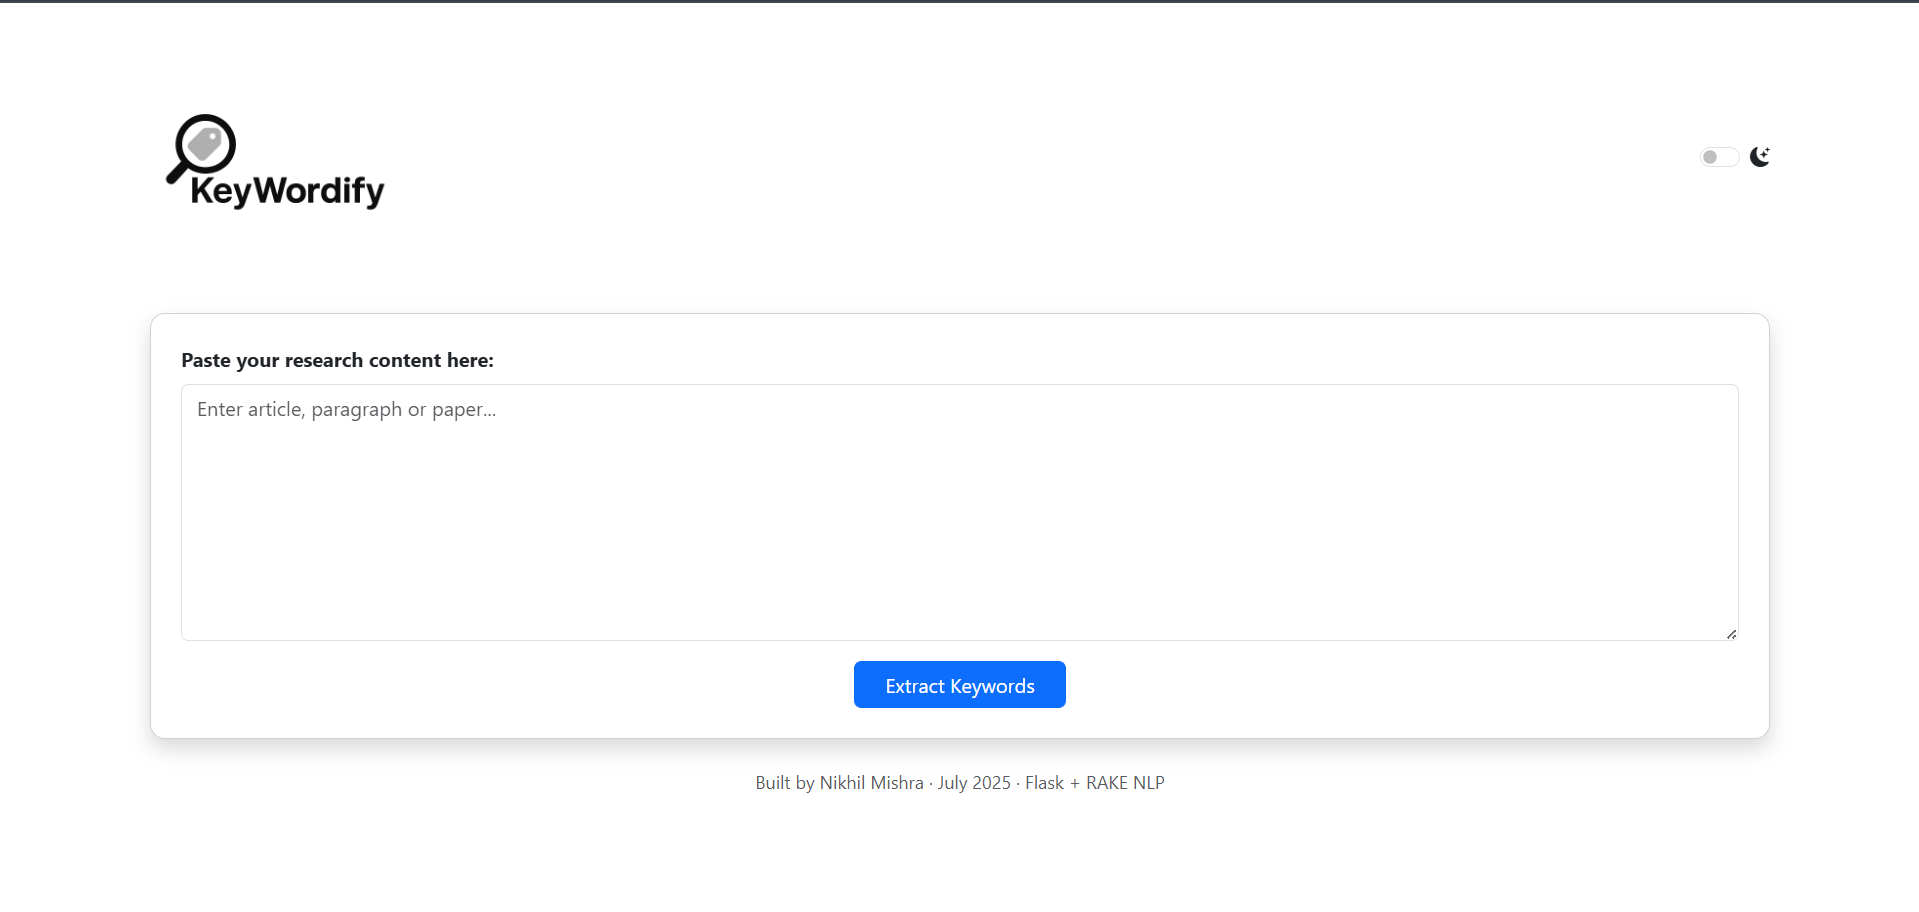 KeyWordify
Paste your research content here:
Enter article, paragraph or paper...
Extract Keywords
Built by Nikhil Mishra · July 2025 · Flask + RAKE NLP